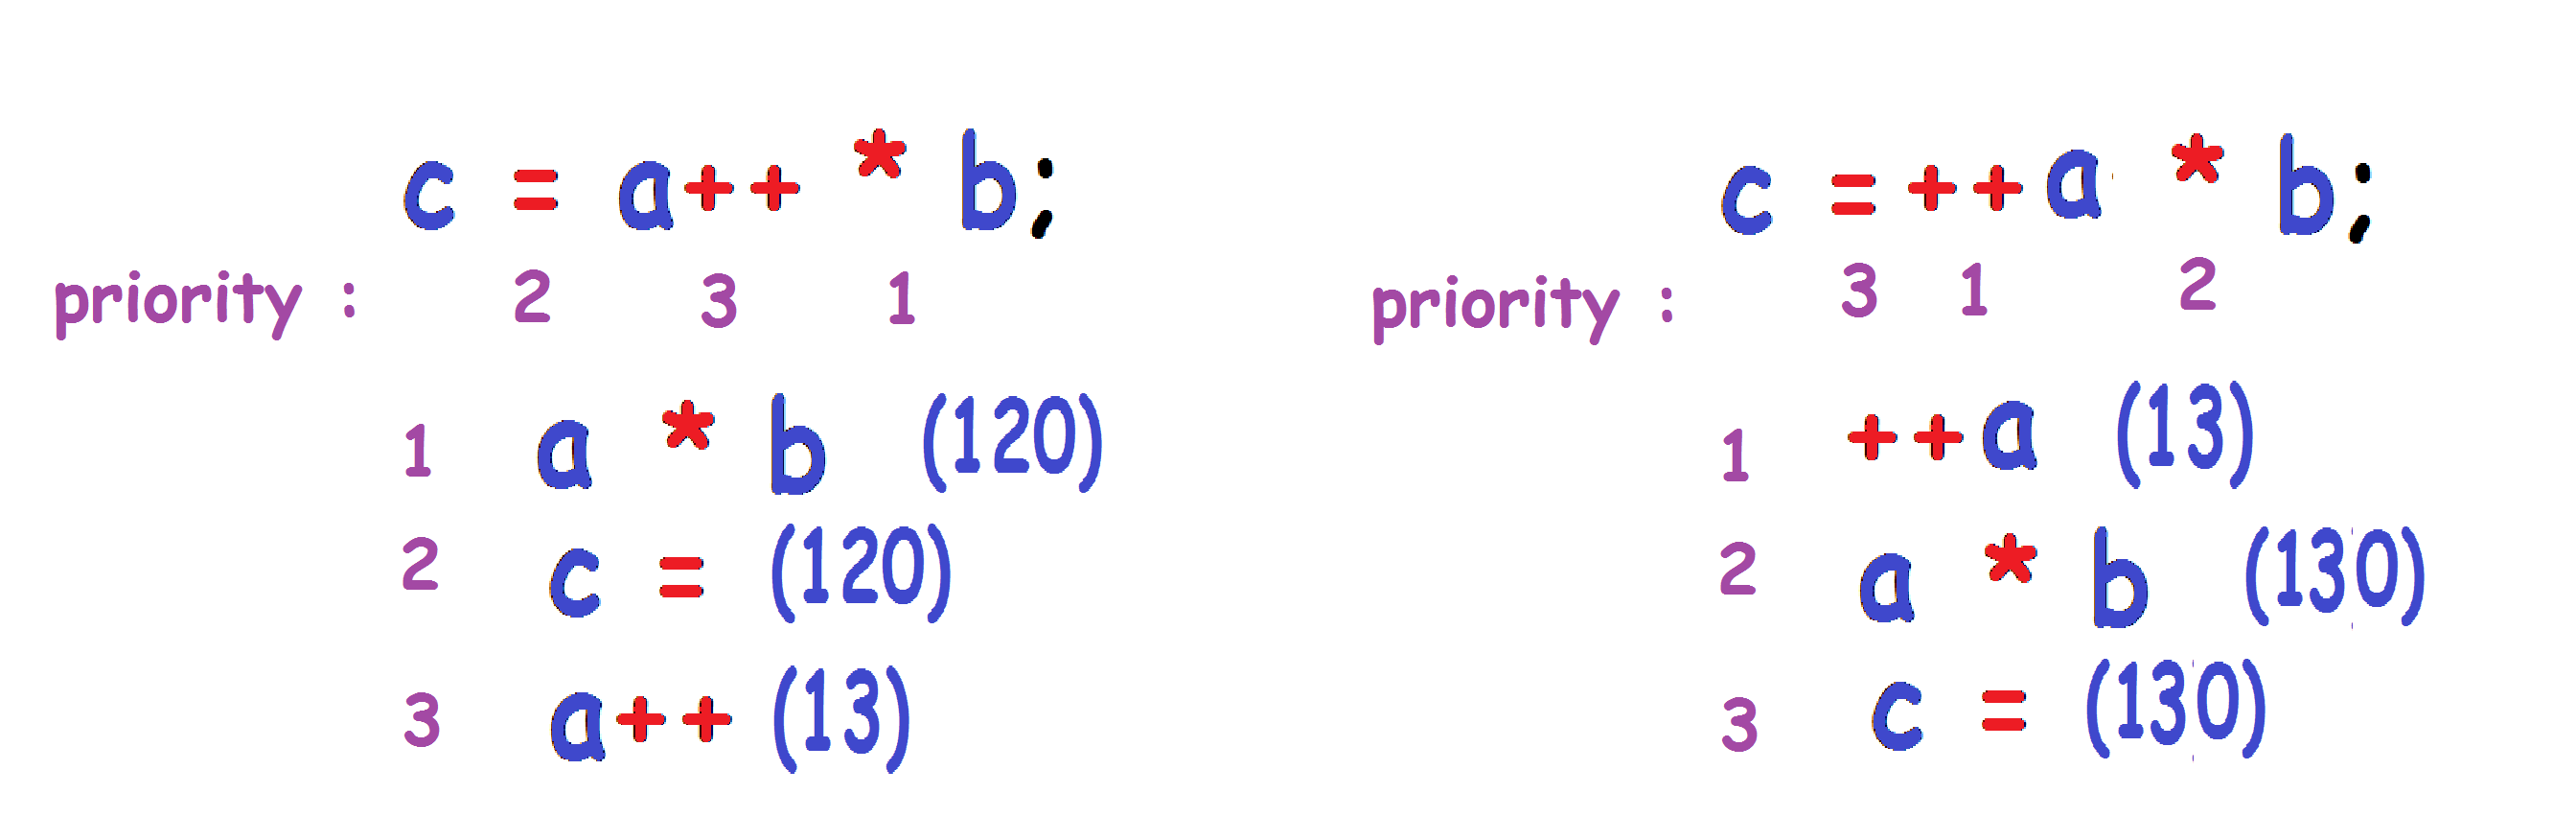 c = a++ * b;
priority : 2 3 1
1 a * b (120)
2 c = (120)
3 a++ (13)
c = ++a * b;
priority : 3 1 2
1 ++a (13)
2 a * b (130)
3 c = (130)